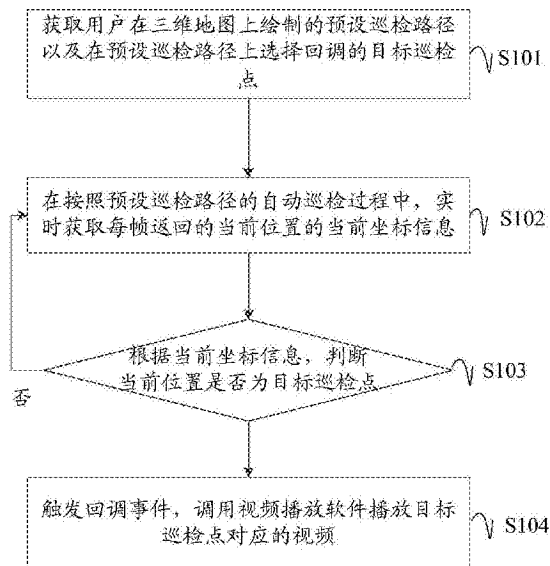 获取用户在三维地图上绘制的预设巡检路径
以及在预设巡检路径上选择回调的目标巡检
点
S101
在按照预设巡检路径的自动巡检过程中，实
时获取每帧返回的当前位置的当前坐标信息
S102
根据当前坐标信息，判断
当前位置是否为目标巡检点
S103
否
触发回调事件，调用视频播放软件播放目标
巡检点对应的视频
S104